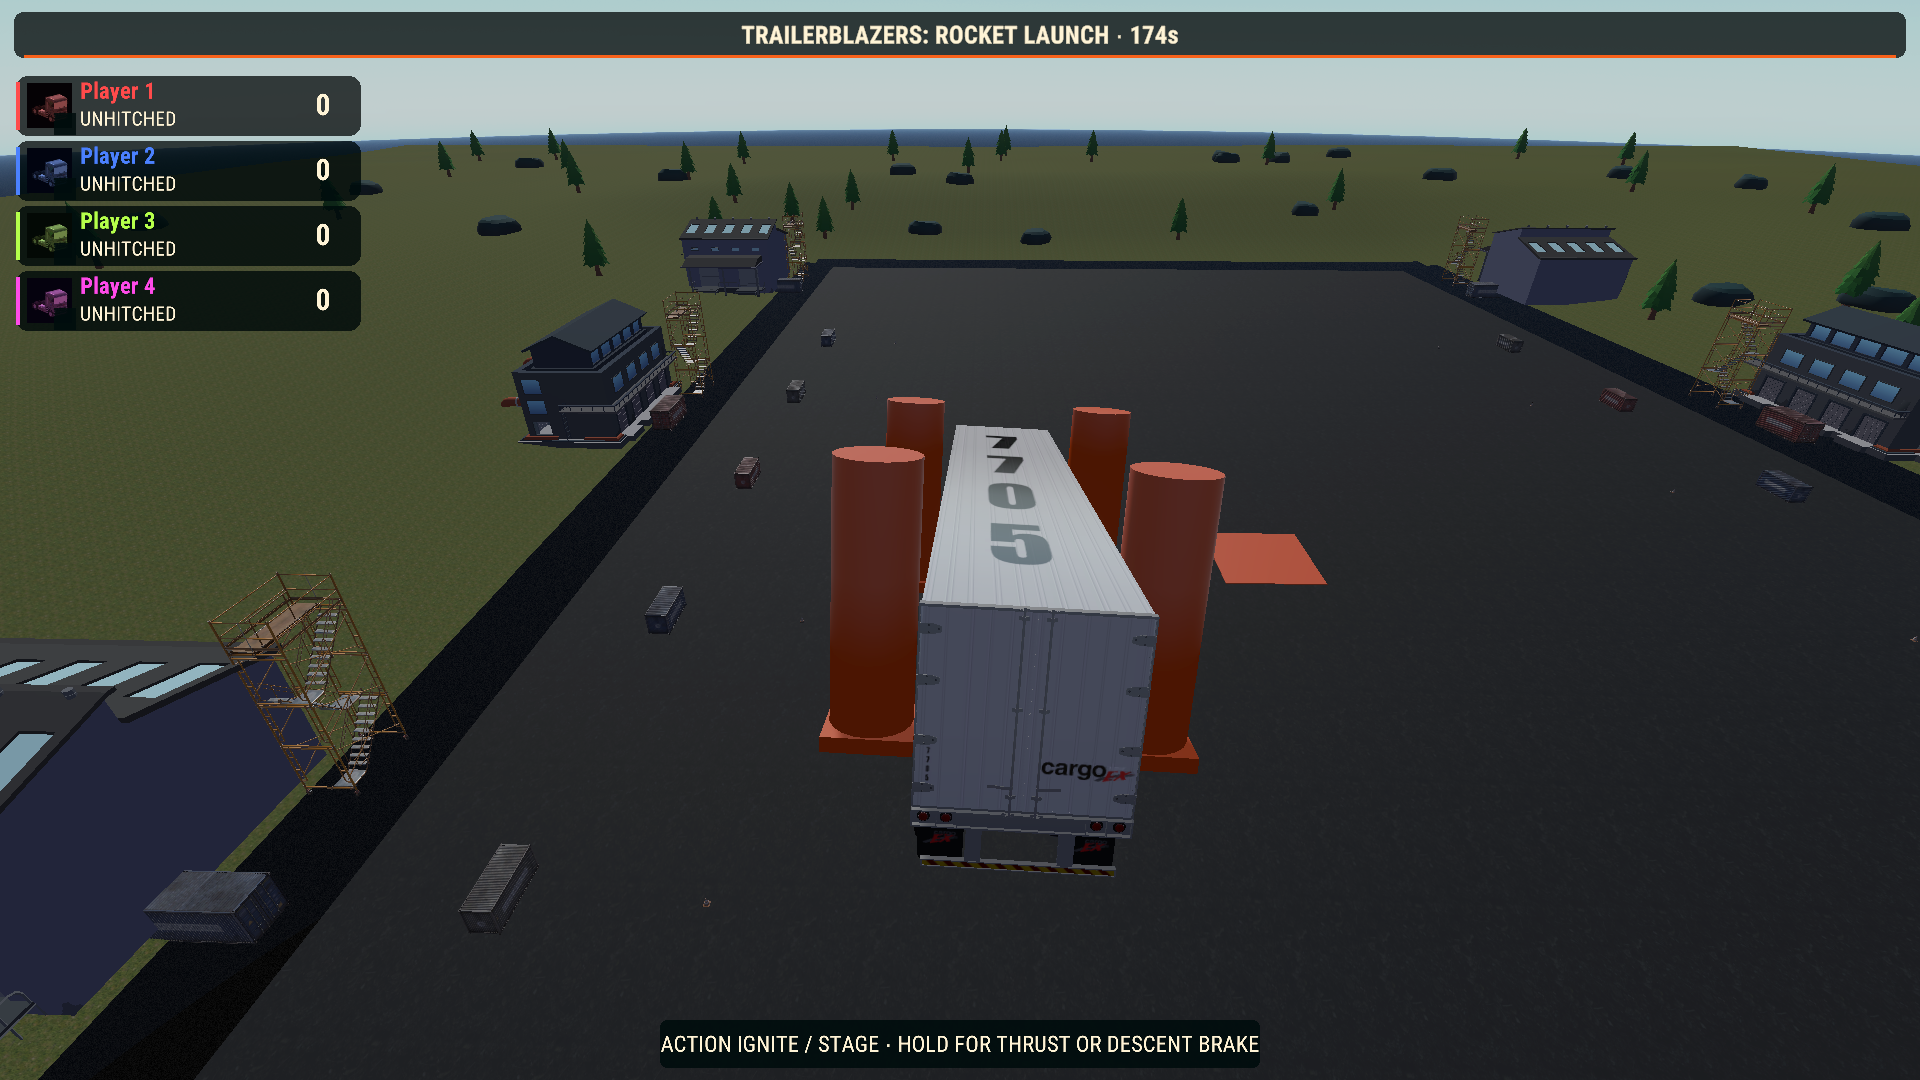 TRAILERBLAZERS: ROCKET LAUNCH · 174s
Player 1
UNHITCHED
0
Player 2
UNHITCHED
0
Player 3
UNHITCHED
0
Player 4
UNHITCHED
0
7705
cargoEX
ACTION IGNITE / STAGE · HOLD FOR THRUST OR DESCENT BRAKE